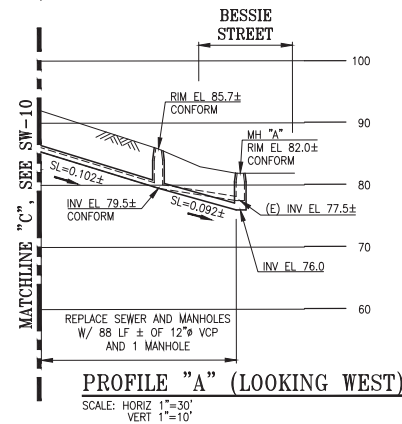 BESSIE
STREET
100
RIM EL 85.7±
CONFORM
90
MH "A"
RIM EL 82.0±
CONFORM
MATCHLINE "C", SEE SW-10
SL=0.102±
80
INV EL 79.5±
CONFORM
SL=0.092±
(E) INV EL 77.5±
70
INV EL 76.0
60
REPLACE SEWER AND MANHOLES
W/ 88 LF ± OF 12"ø VCP
AND 1 MANHOLE
PROFILE "A" (LOOKING WEST)
SCALE: HORIZ 1"=30'
VERT 1"=10'